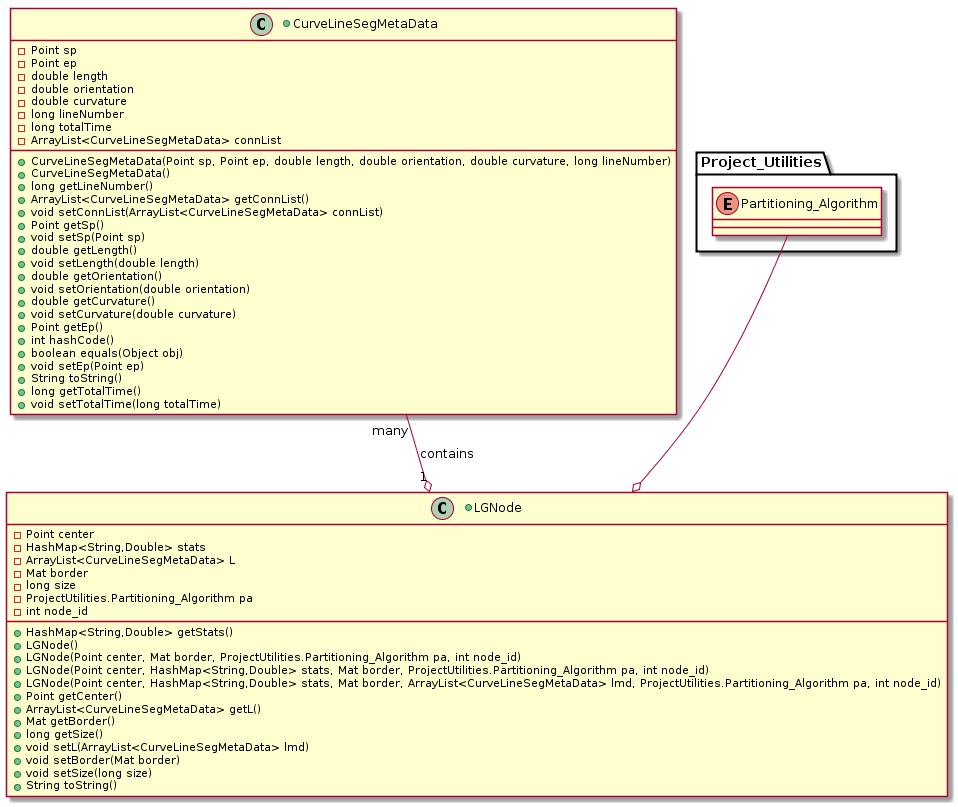 C CurveLineSegMetaData
Point sp
Point ep
double length
double orientation
double curvature
long lineNumber
long totalTime
ArrayList<CurveLineSegMetaData> connList
CurveLineSegMetaData(Point sp, Point ep, double length, double orientation, double curvature, long lineNumber)
CurveLineSegMetaData()
long getLineNumber()
ArrayList<CurveLineSegMetaData> getConnList()
void setConnList(ArrayList<CurveLineSegMetaData> connList)
Point getSp()
void setSp(Point sp)
double getLength()
void setLength(double length)
double getOrientation()
void setOrientation(double orientation)
double getCurvature()
void setCurvature(double curvature)
Point getEp()
int hashCode()
boolean equals(Object obj)
void setEp(Point ep)
String toString()
long getTotalTime()
void setTotalTime(long totalTime)
Project_Utilities
E Partitioning_Algorithm
many
contains
1
C LGNode
Point center
HashMap<String,Double> stats
ArrayList<CurveLineSegMetaData> L
Mat border
long size
ProjectUtilities.Partitioning_Algorithm pa
int node_id
HashMap<String,Double> getStats()
LGNode()
LGNode(Point center, Mat border, ProjectUtilities.Partitioning_Algorithm pa, int node_id)
LGNode(Point center, HashMap<String,Double> stats, Mat border, ProjectUtilities.Partitioning_Algorithm pa, int node_id)
LGNode(Point center, HashMap<String,Double> stats, Mat border, ArrayList<CurveLineSegMetaData> lmd, ProjectUtilities.Partitioning_Algorithm pa, int node_id)
Point getCenter()
ArrayList<CurveLineSegMetaData> getL()
Mat getBorder()
long getSize()
void setL(ArrayList<CurveLineSegMetaData> lmd)
void setBorder(Mat border)
void setSize(long size)
String toString()